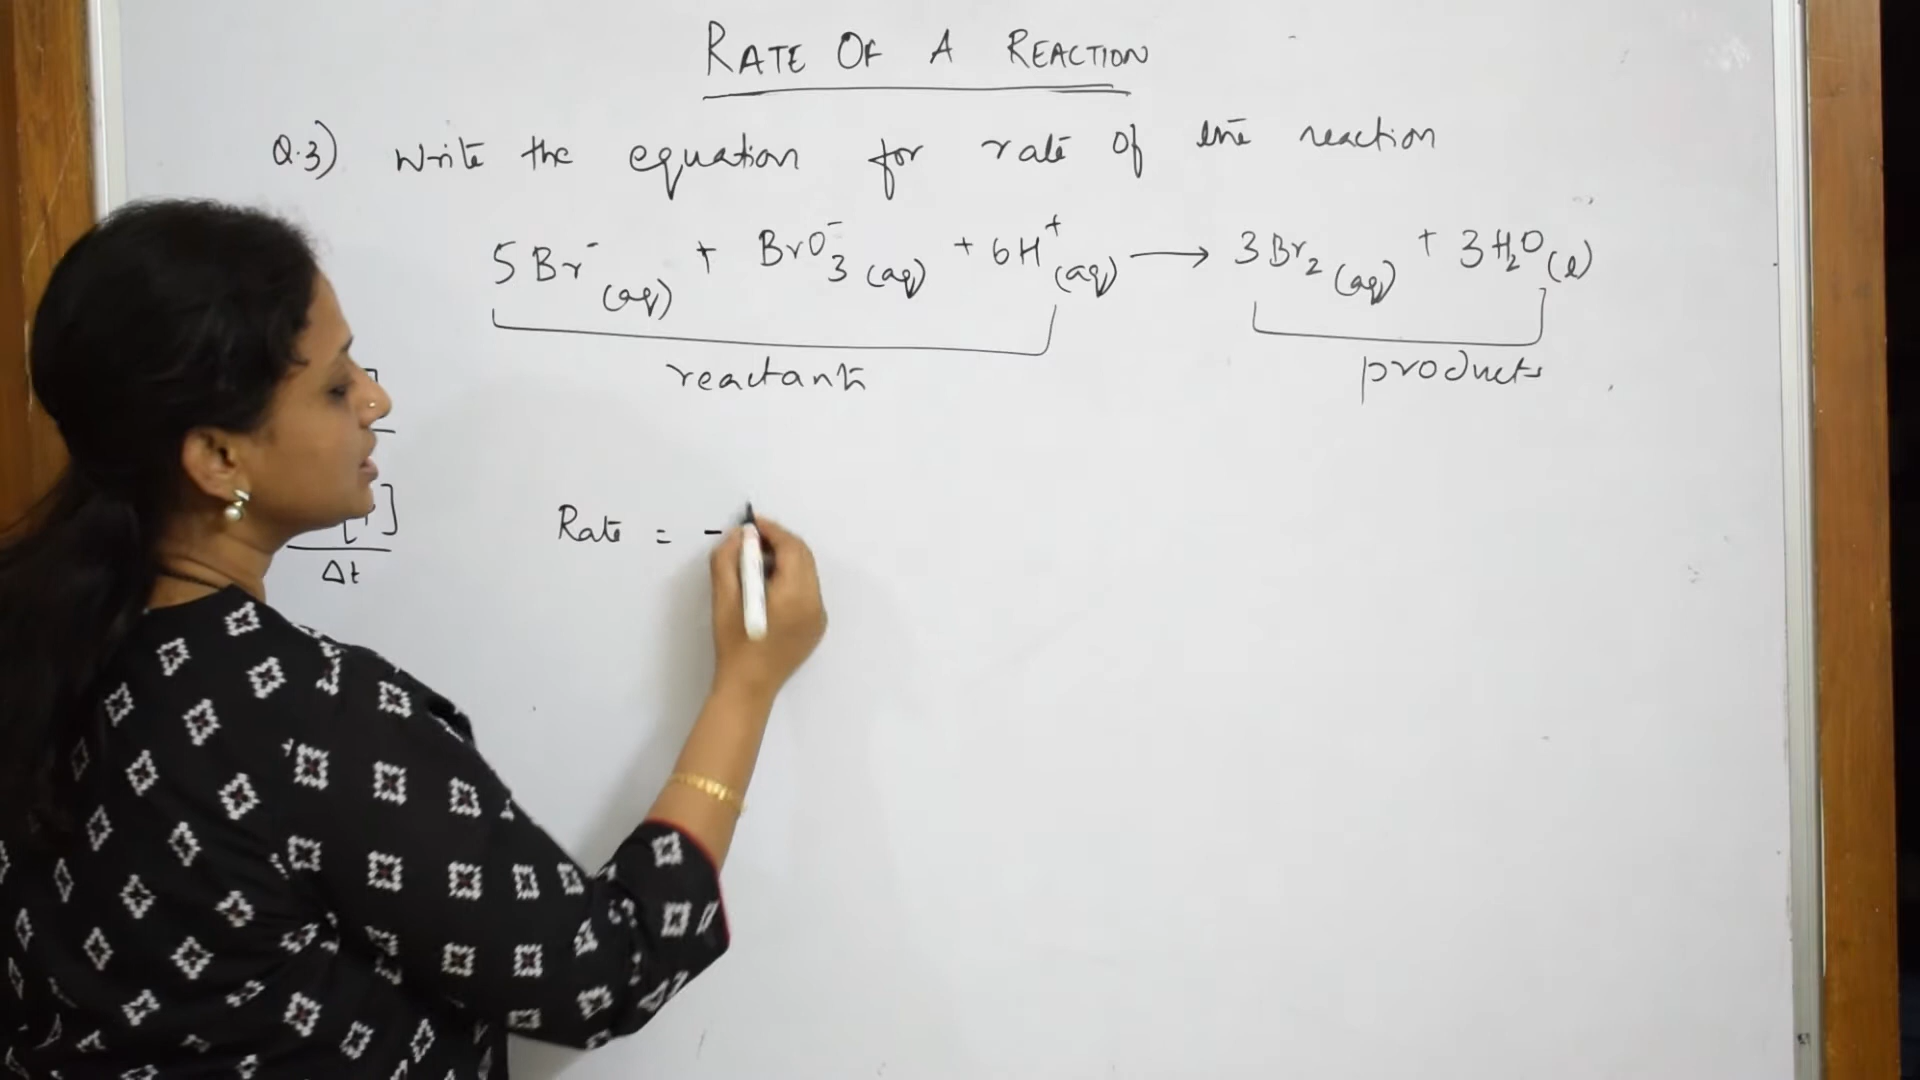 RATE OF A REACTION
Q.3) Write the equation for rate of the reaction
5Br⁻(aq) + BrO₃⁻(aq) + 6H⁺(aq) ⟶ 3Br₂(aq) + 3H₂O(l)
reactants products
]
Rate = -
]
Δt